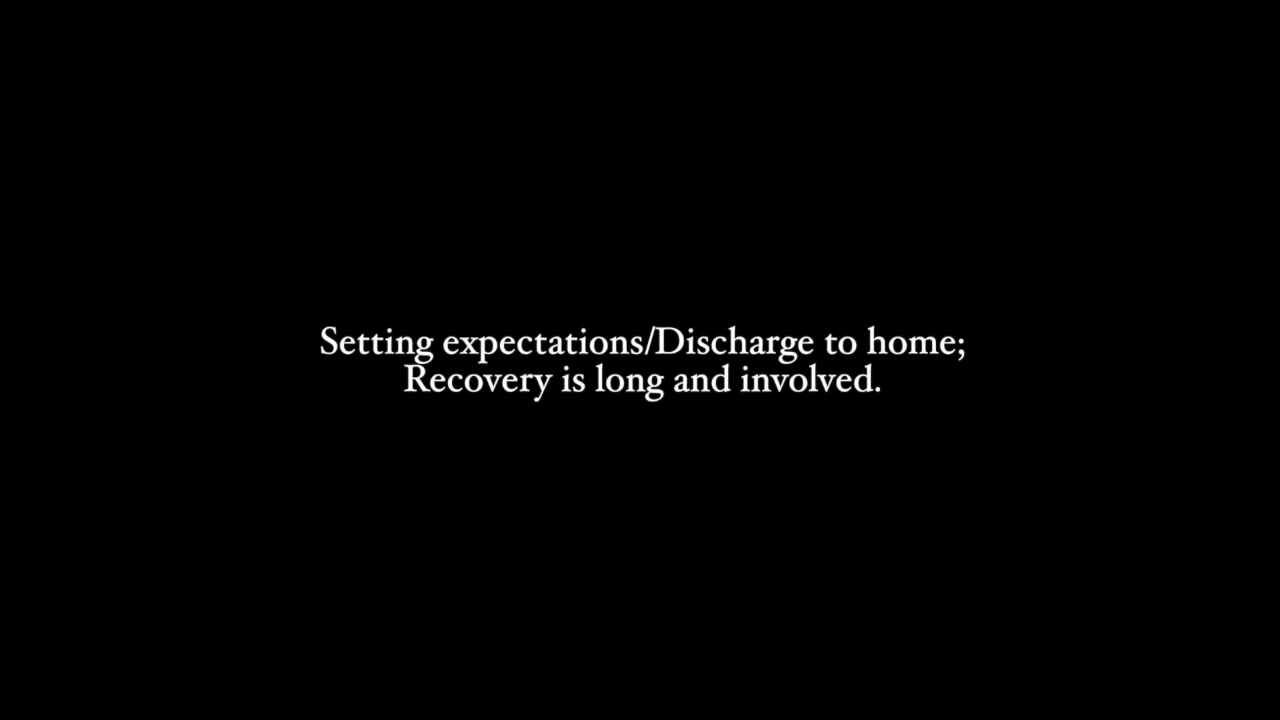 Setting expectations/Discharge to home;
Recovery is long and involved.